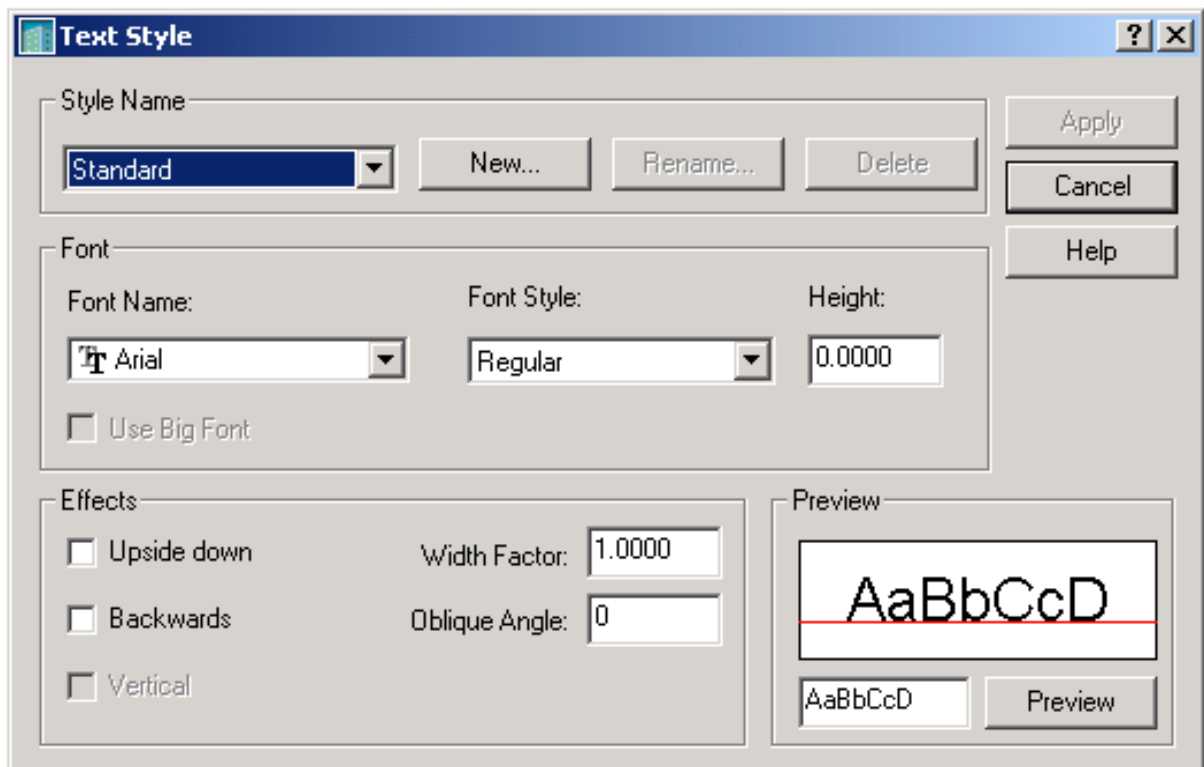 Text Style
Style Name
Standard
New...
Rename...
Delete
Apply
Cancel
Help
Font
Font Name:
Font Style:
Height:
Arial
Regular
0.0000
Use Big Font
Effects
Upside down
Width Factor:
1.0000
Backwards
Oblique Angle:
0
Vertical
Preview
AaBbCcD
AaBbCcD
Preview